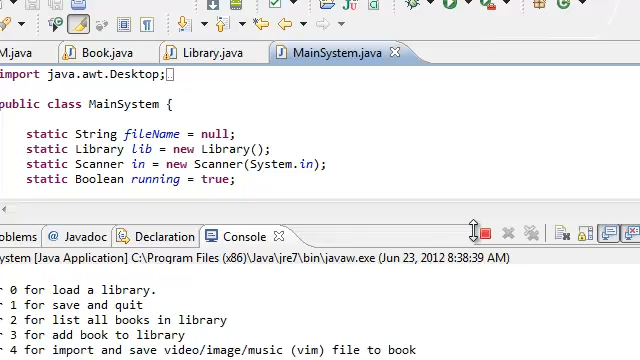 M.java Book.java Library.java MainSystem.java
import java.awt.Desktop;
public class MainSystem {
static String fileName = null;
static Library lib = new Library();
static Scanner in = new Scanner(System.in);
static Boolean running = true;
oblems @ Javadoc Declaration Console
ystem [Java Application] C:\Program Files (x86)\Java\jre7\bin\javaw.exe (Jun 23, 2012 8:38:39 AM)
r 0 for load a library.
r 1 for save and quit
r 2 for list all books in library
r 3 for add book to library
r 4 for import and save video/image/music (vim) file to book